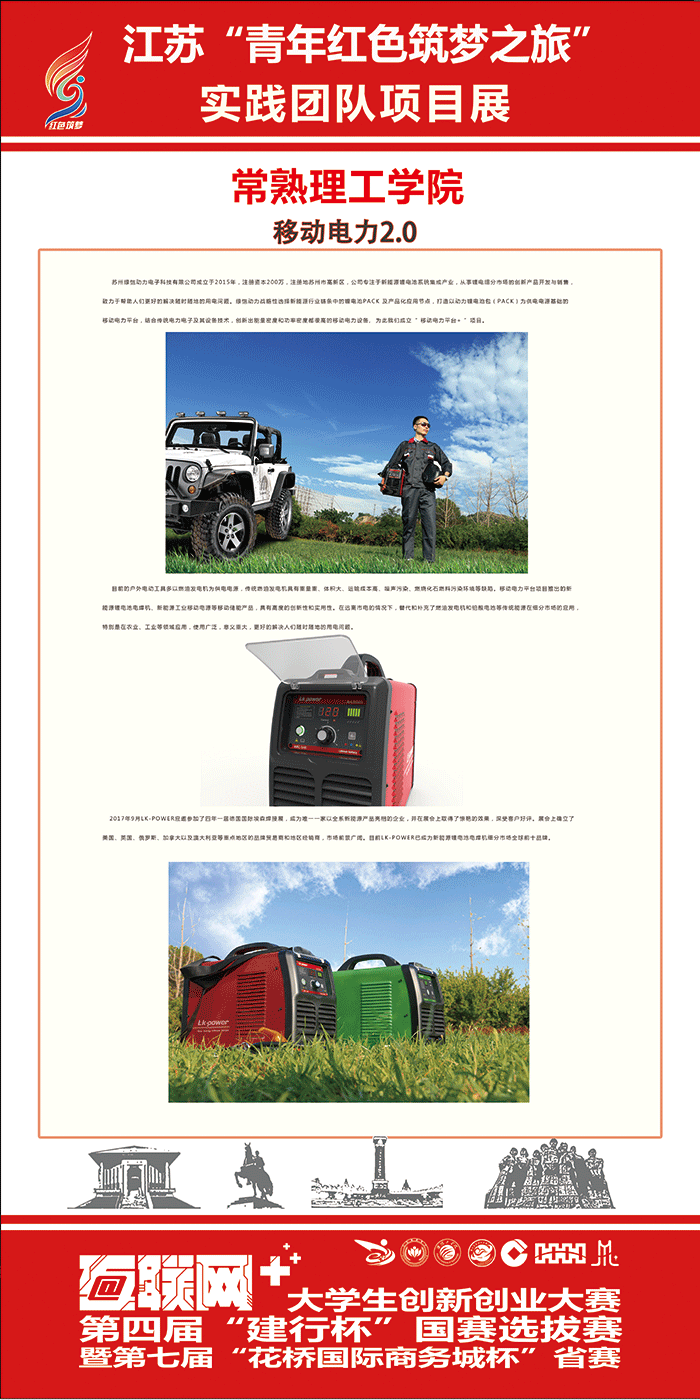 江苏“青年红色筑梦之旅”
实践团队项目展
红色筑梦
常熟理工学院
移动电力2.0
苏州绿恒动力电子科技有限公司成立于2015年，注册资本200万，注册地苏州市高新区，公司专注于新能源锂电池系统集成产业，从事锂电细分市场的创新产品开发与销售，
致力于帮助人们更好的解决随时随地的用电问题。绿恒动力战略性选择新能源行业链条中的锂电池PACK 及产品化应用节点，打造以动力锂电池包（PACK）为供电电源基础的
移动电力平台，结合传统电力电子及其设备技术，创新出能量密度和功率密度都很高的移动电力设备，为此我们成立“ 移动电力平台+ ”项目。
目前的户外电动工具多以燃油发电机为供电电源，传统燃油发电机具有重量重、体积大、运输成本高、噪声污染、燃烧化石燃料污染环境等缺陷。移动电力平台项目推出的新
能源锂电池电焊机、新能源工业移动电源等移动储能产品，具有高度的创新性和实用性。在远离市电的情况下，替代和补充了燃油发电机和铅酸电池等传统能源在细分市场的应用，
特别是在农业、工业等领域应用，使用广泛，意义重大，更好的解决人们随时随地的用电问题。
Lk·power
2017年9月LK-POWER应邀参加了四年一届德国国际埃森焊接展，成为唯一一家以全系新能源产品亮相的企业，并在展会上取得了惊艳的效果，深受客户好评。展会上确立了
美国、英国、俄罗斯、加拿大以及澳大利亚等重点地区的品牌贸易商和地区经销商，市场前景广阔。目前LK-POWER已成为新能源锂电池电焊机细分市场全球前十品牌。
Lk·power
互联网+
大学生创新创业大赛
第四届“建行杯”国赛选拔赛
暨第七届“花桥国际商务城杯”省赛